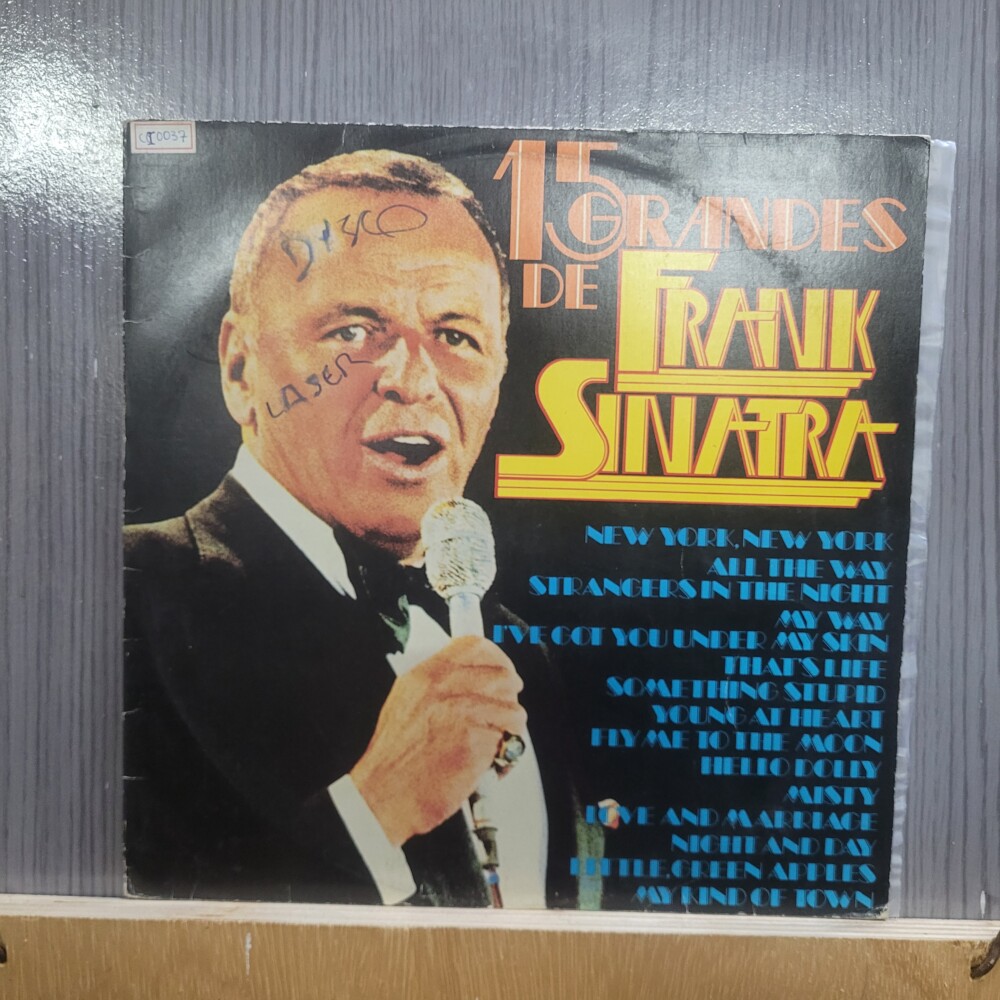 CI0037
DISCO
LASER
15 GRANDES
DE FRANK
SINATRA
NEW YORK, NEW YORK
ALL THE WAY
STRANGERS IN THE NIGHT
MY WAY
I'VE GOT YOU UNDER MY SKIN
THAT'S LIFE
SOMETHING STUPID
YOUNG AT HEART
FLY ME TO THE MOON
HELLO DOLLY
MISTY
LOVE AND MARRIAGE
NIGHT AND DAY
LITTLE, GREEN APPLES
MY KIND OF TOWN